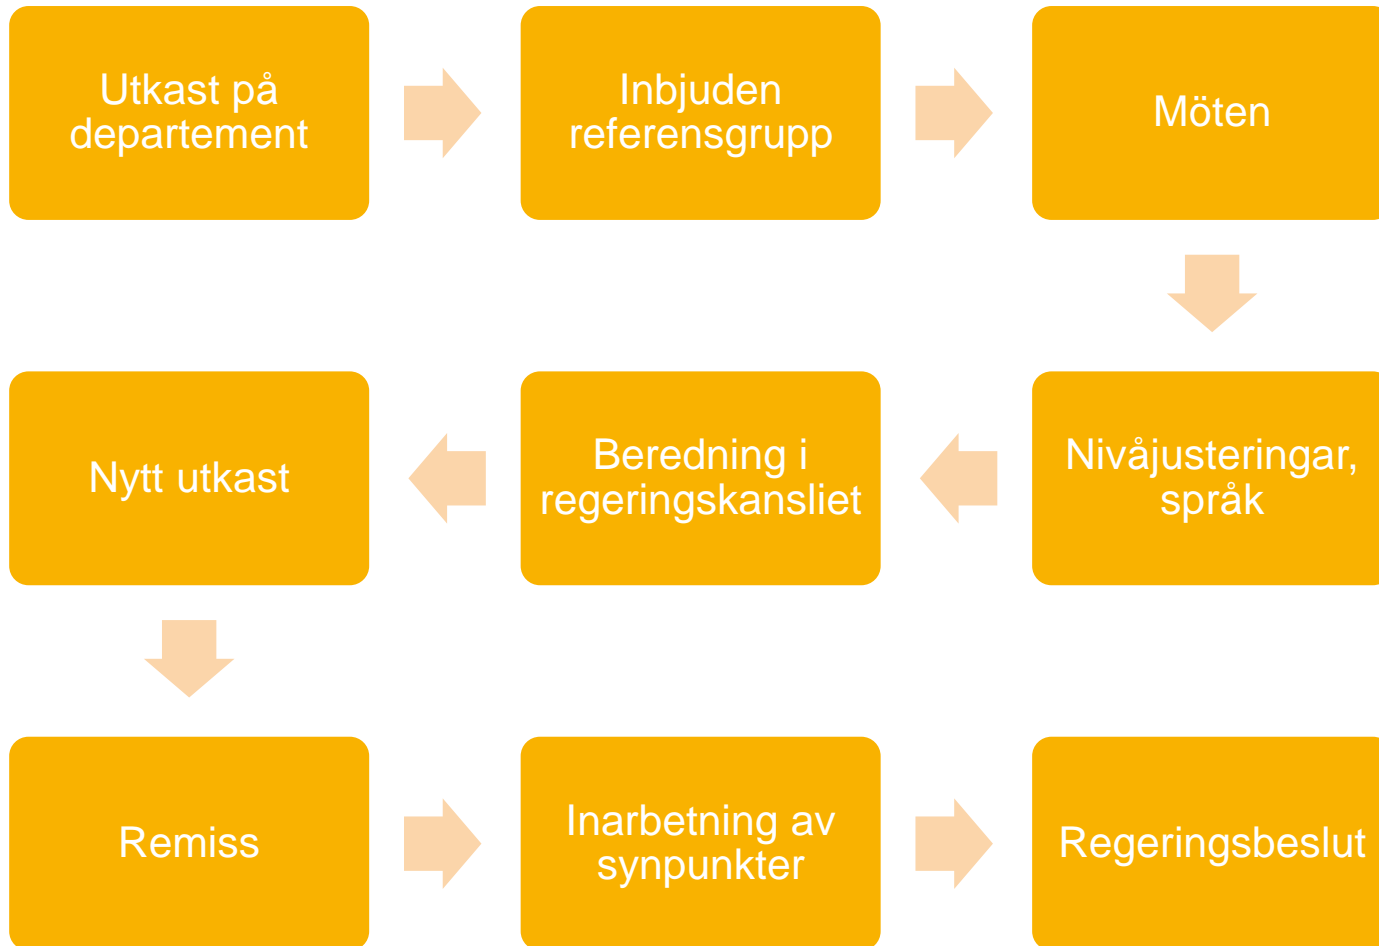 Utkast på
departement
Inbjuden
referensgrupp
Möten
Nivåjusteringar,
språk
Beredning i
regeringskansliet
Nytt utkast
Remiss
Inarbetning av
synpunkter
Regeringsbeslut